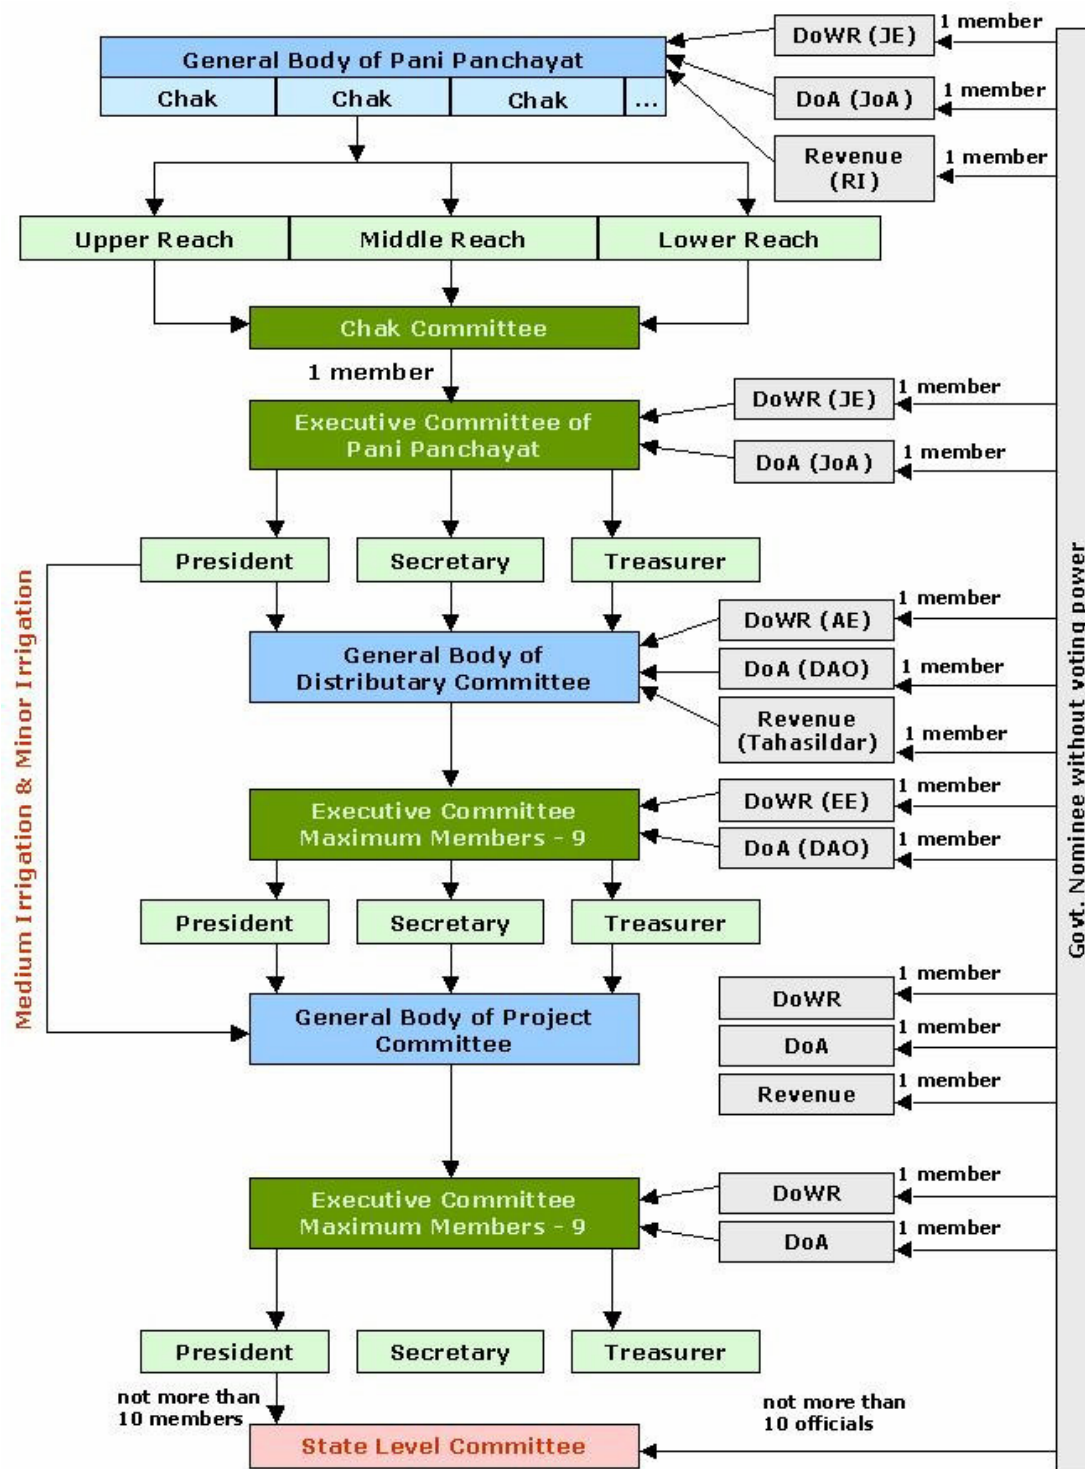 1 member
DoWR (JE)
General Body of Pani Panchayat
Chak
Chak
Chak
...
1 member
DoA (JoA)
1 member
Revenue
(RI)
Upper Reach
Middle Reach
Lower Reach
Chak Committee
1 member
Executive Committee of
Pani Panchayat
DoWR (JE)
1 member
DoA (JoA)
1 member
President
Secretary
Treasurer
General Body of
Distributary Committee
DoWR (AE)
1 member
DoA (DAO)
1 member
Revenue
(Tahasildar)
1 member
Executive Committee
Maximum Members - 9
DoWR (EE)
1 member
DoA (DAO)
1 member
President
Secretary
Treasurer
General Body of Project
Committee
DoWR
1 member
DoA
1 member
Revenue
1 member
Executive Committee
Maximum Members - 9
DoWR
1 member
DoA
1 member
President
Secretary
Treasurer
not more than
10 members
not more than
10 officials
State Level Committee
Medium Irrigation & Minor Irrigation
Govt. Nominee without voting power